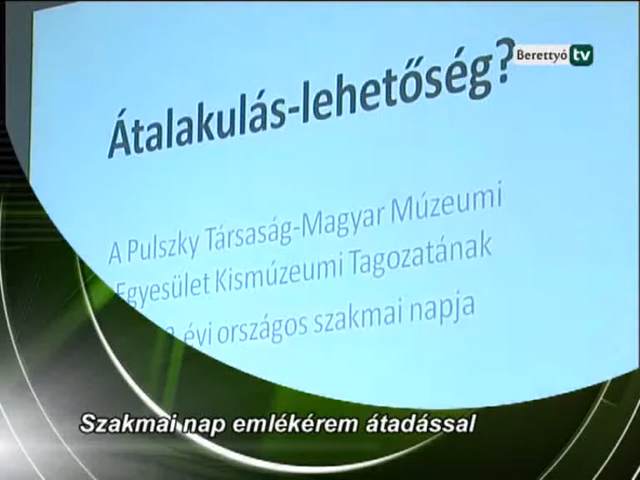 Berettyó tv
Átalakulás-lehetőség?
A Pulszky Társaság-Magyar Múzeumi
Egyesület Kismúzeumi Tagozatának
évi országos szakmai napja
Szakmai nap emlékérem átadással